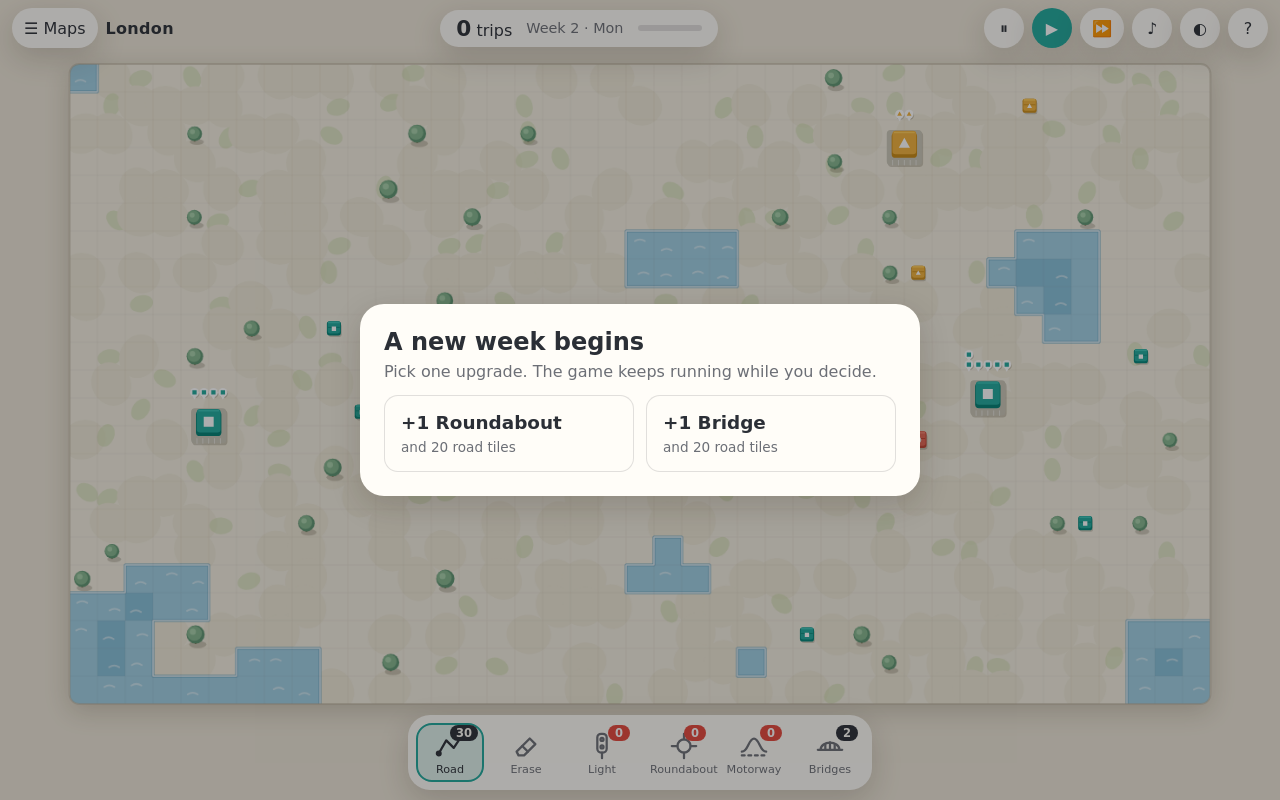 ☰ Maps London 0 trips Week 2 · Mon ?
A new week begins
Pick one upgrade. The game keeps running while you decide.
+1 Roundabout +1 Bridge
and 20 road tiles and 20 road tiles
30 0 0 0 2
Road Erase Light Roundabout Motorway Bridges